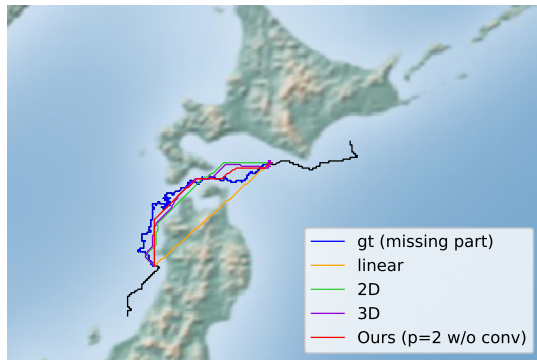 gt (missing part)
linear
2D
3D
Ours (p=2 w/o conv)